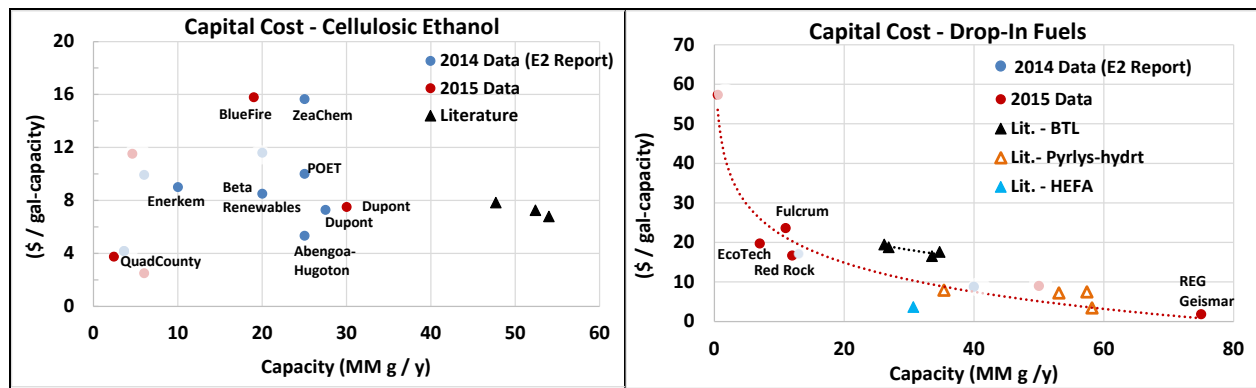 Capital Cost - Cellulosic Ethanol
($ / gal-capacity)
20
16
12
8
4
0
2014 Data (E2 Report)
2015 Data
Literature
BlueFire
ZeaChem
POET
Enerkem
Beta
Renewables
Dupont
Dupont
Abengoa-
Hugoton
QuadCounty
0 10 20 30 40 50 60
Capacity (MM g / y)
Capital Cost - Drop-In Fuels
($ / gal-capacity)
70
60
50
40
30
20
10
0
2014 Data (E2 Report)
2015 Data
Lit. - BTL
Lit.- Pyrlys-hydrt
Lit. - HEFA
Fulcrum
EcoTech
Red Rock
REG
Geismar
0 20 40 60 80
Capacity (MM g /y)